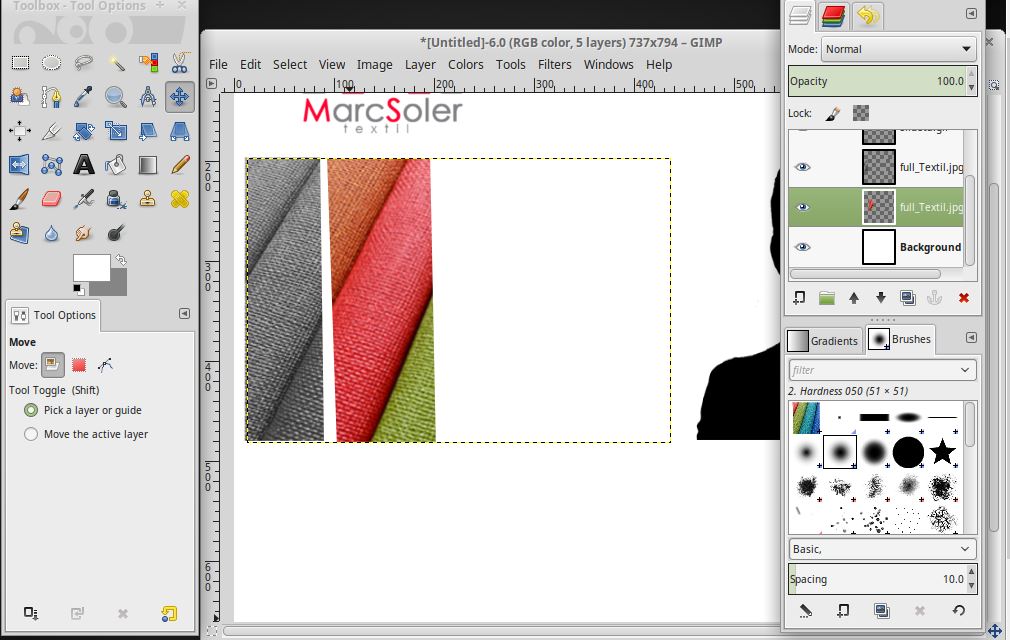 Toolbox - Tool Options
*[Untitled]-6.0 (RGB color, 5 layers) 737x794 – GIMP
File Edit Select View Image Layer Colors Tools Filters Windows Help
0 100 200 300 400 500
MarcSoler
textil
200
300
400
500
600
Tool Options
Move
Move:
Tool Toggle (Shift)
Pick a layer or guide
Move the active layer
Mode: Normal
Opacity 100.0
Lock:
full_Textil.jpg
full_Textil.jpg
Background
Gradients Brushes
filter
2. Hardness 050 (51 × 51)
Basic,
Spacing 10.0